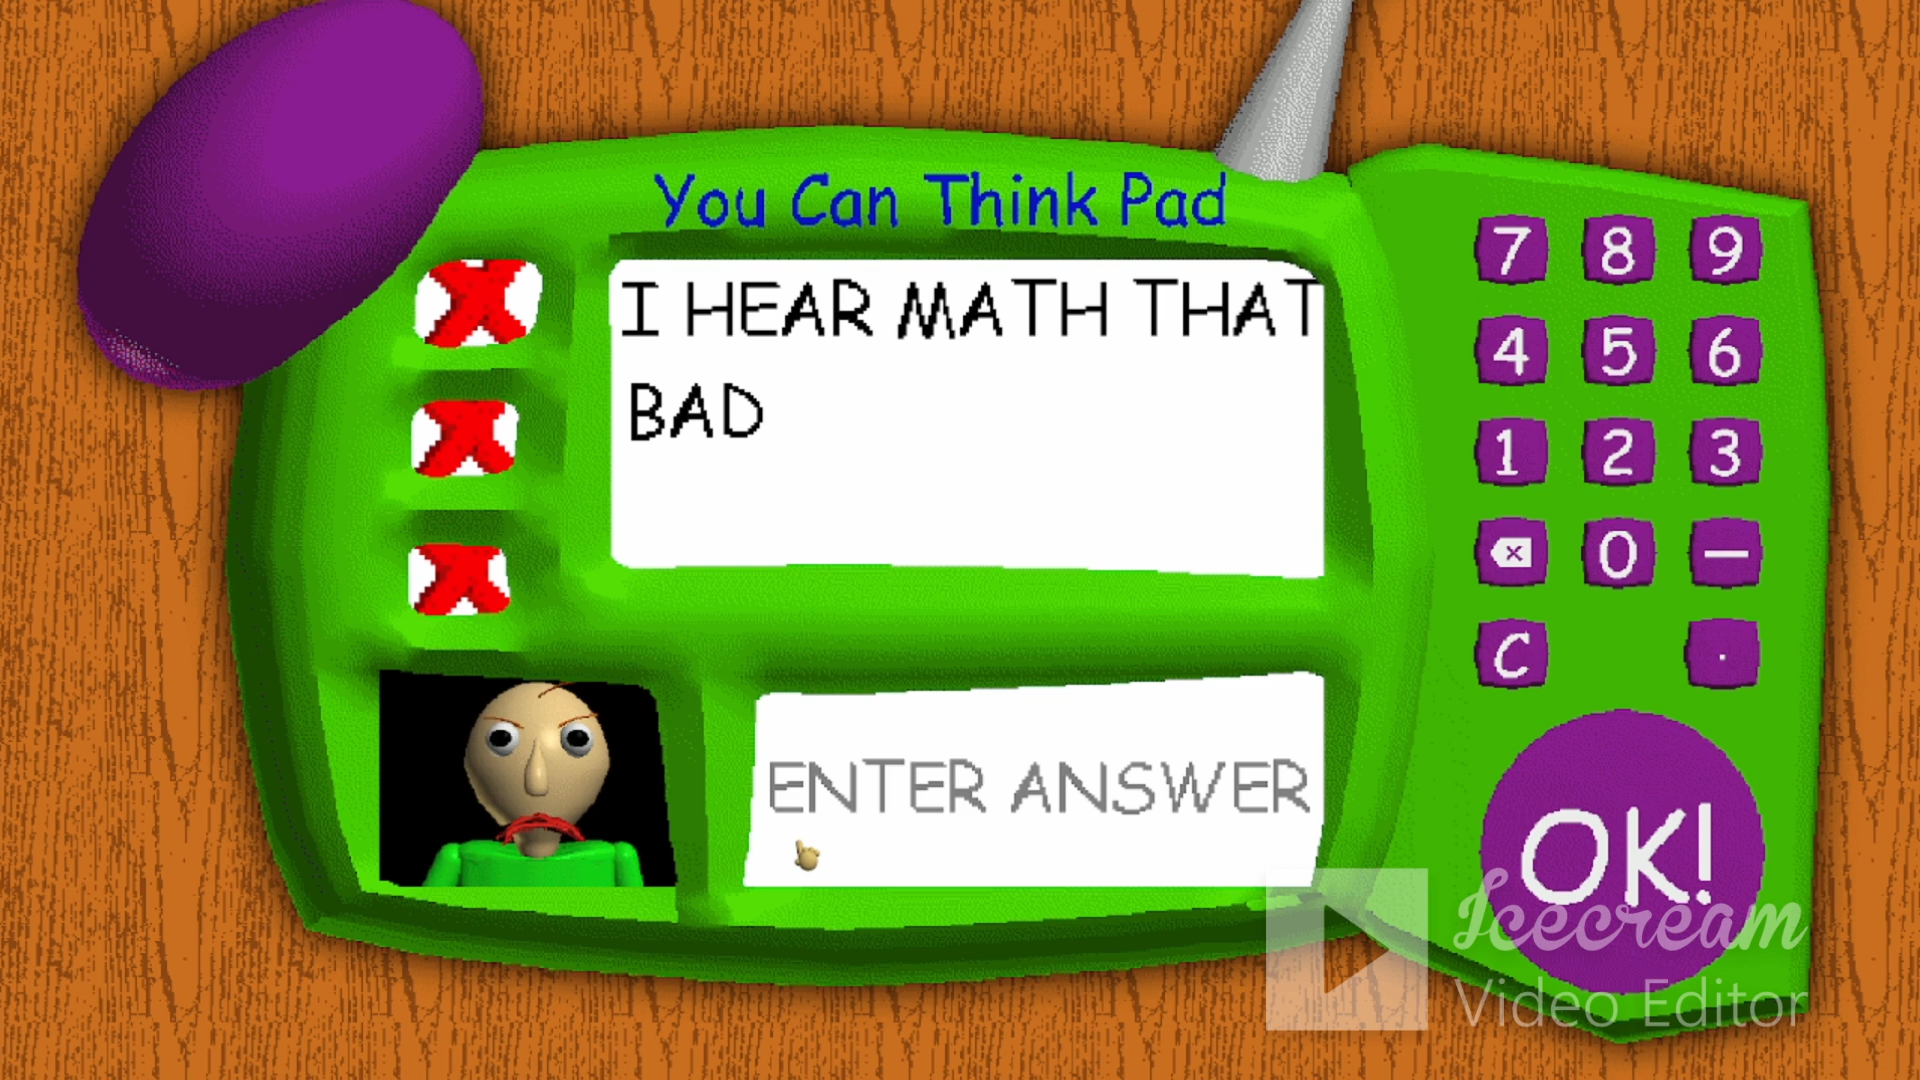 You Can Think Pad
I HEAR MATH THAT
BAD
ENTER ANSWER
7 8 9
4 5 6
1 2 3
x 0 —
C .
OK!
Icecream
Video Editor